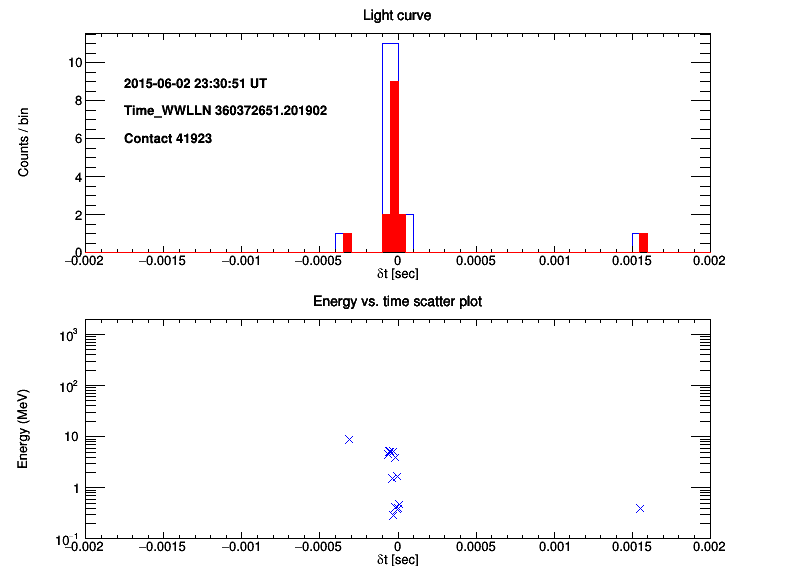 Light curve
Counts / bin
10
8
6
4
2
0
2015-06-02 23:30:51 UT
Time_WWLLN 360372651.201902
Contact 41923
−0.002 −0.0015 −0.001 −0.0005 0 0.0005 0.001 0.0015 0.002
δt [sec]
Energy vs. time scatter plot
Energy (MeV)
10³
10²
10
1
10⁻¹
−0.002 −0.0015 −0.001 −0.0005 0 0.0005 0.001 0.0015 0.002
δt [sec]